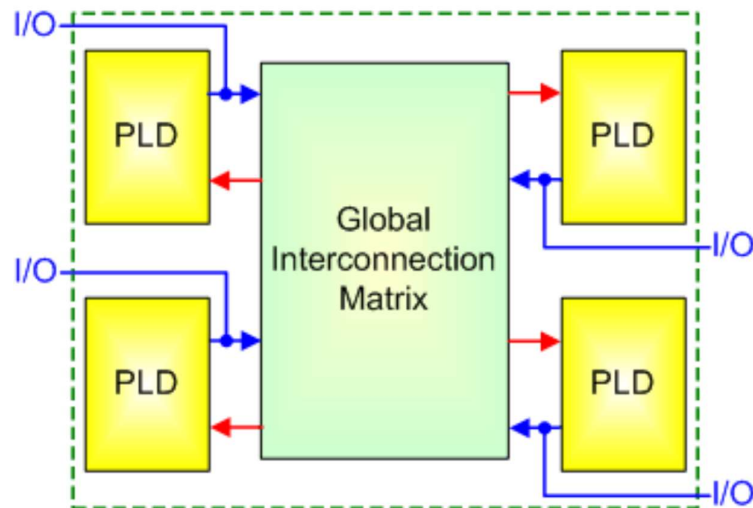 I/O
PLD
PLD
Global
Interconnection
Matrix
I/O
I/O
PLD
PLD
I/O